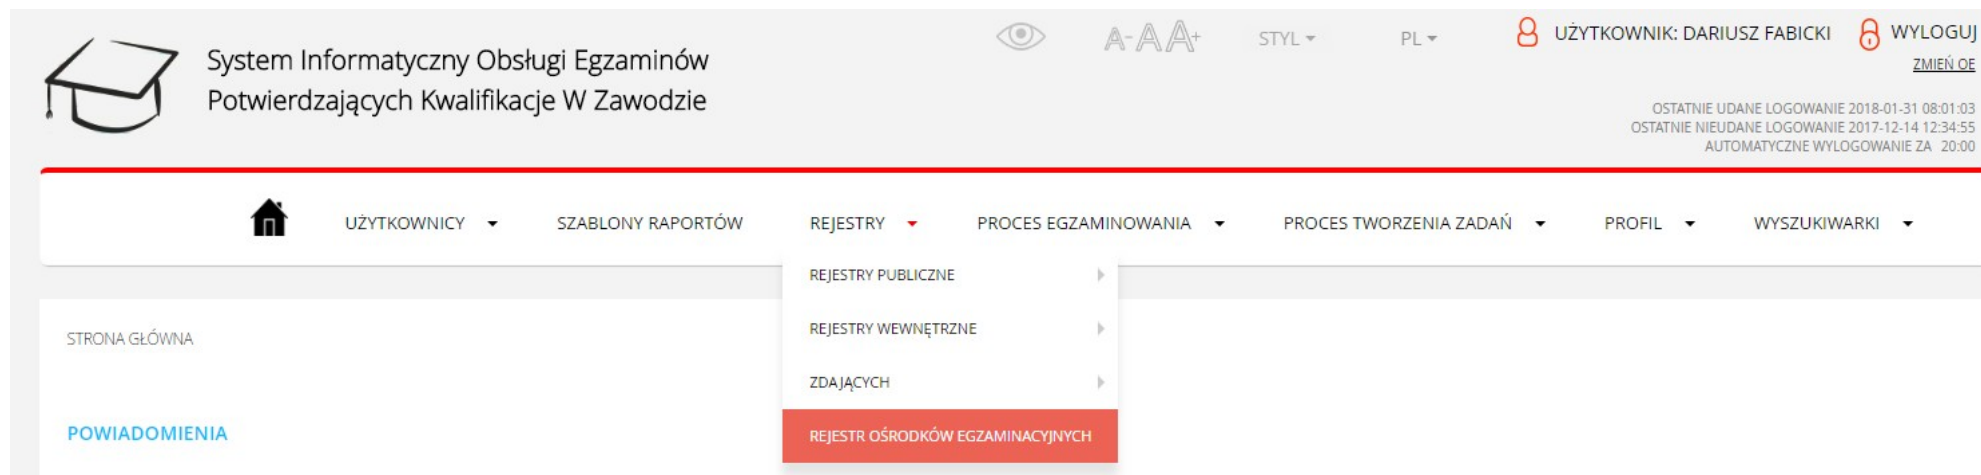 System Informatyczny Obsługi Egzaminów
Potwierdzających Kwalifikacje W Zawodzie
A- A A+
STYL
PL
UŻYTKOWNIK: DARIUSZ FABICKI
WYLOGUJ
ZMIEŃ OE
OSTATNIE UDANE LOGOWANIE 2018-01-31 08:01:03
OSTATNIE NIEUDANE LOGOWANIE 2017-12-14 12:34:55
AUTOMATYCZNE WYLOGOWANIE ZA 20:00
UŻYTKOWNICY SZABLONY RAPORTÓW REJESTRY PROCES EGZAMINOWANIA PROCES TWORZENIA ZADAŃ PROFIL WYSZUKIWARKI
REJESTRY PUBLICZNE
REJESTRY WEWNĘTRZNE
ZDAJĄCYCH
REJESTR OŚRODKÓW EGZAMINACYJNYCH
STRONA GŁÓWNA
POWIADOMIENIA